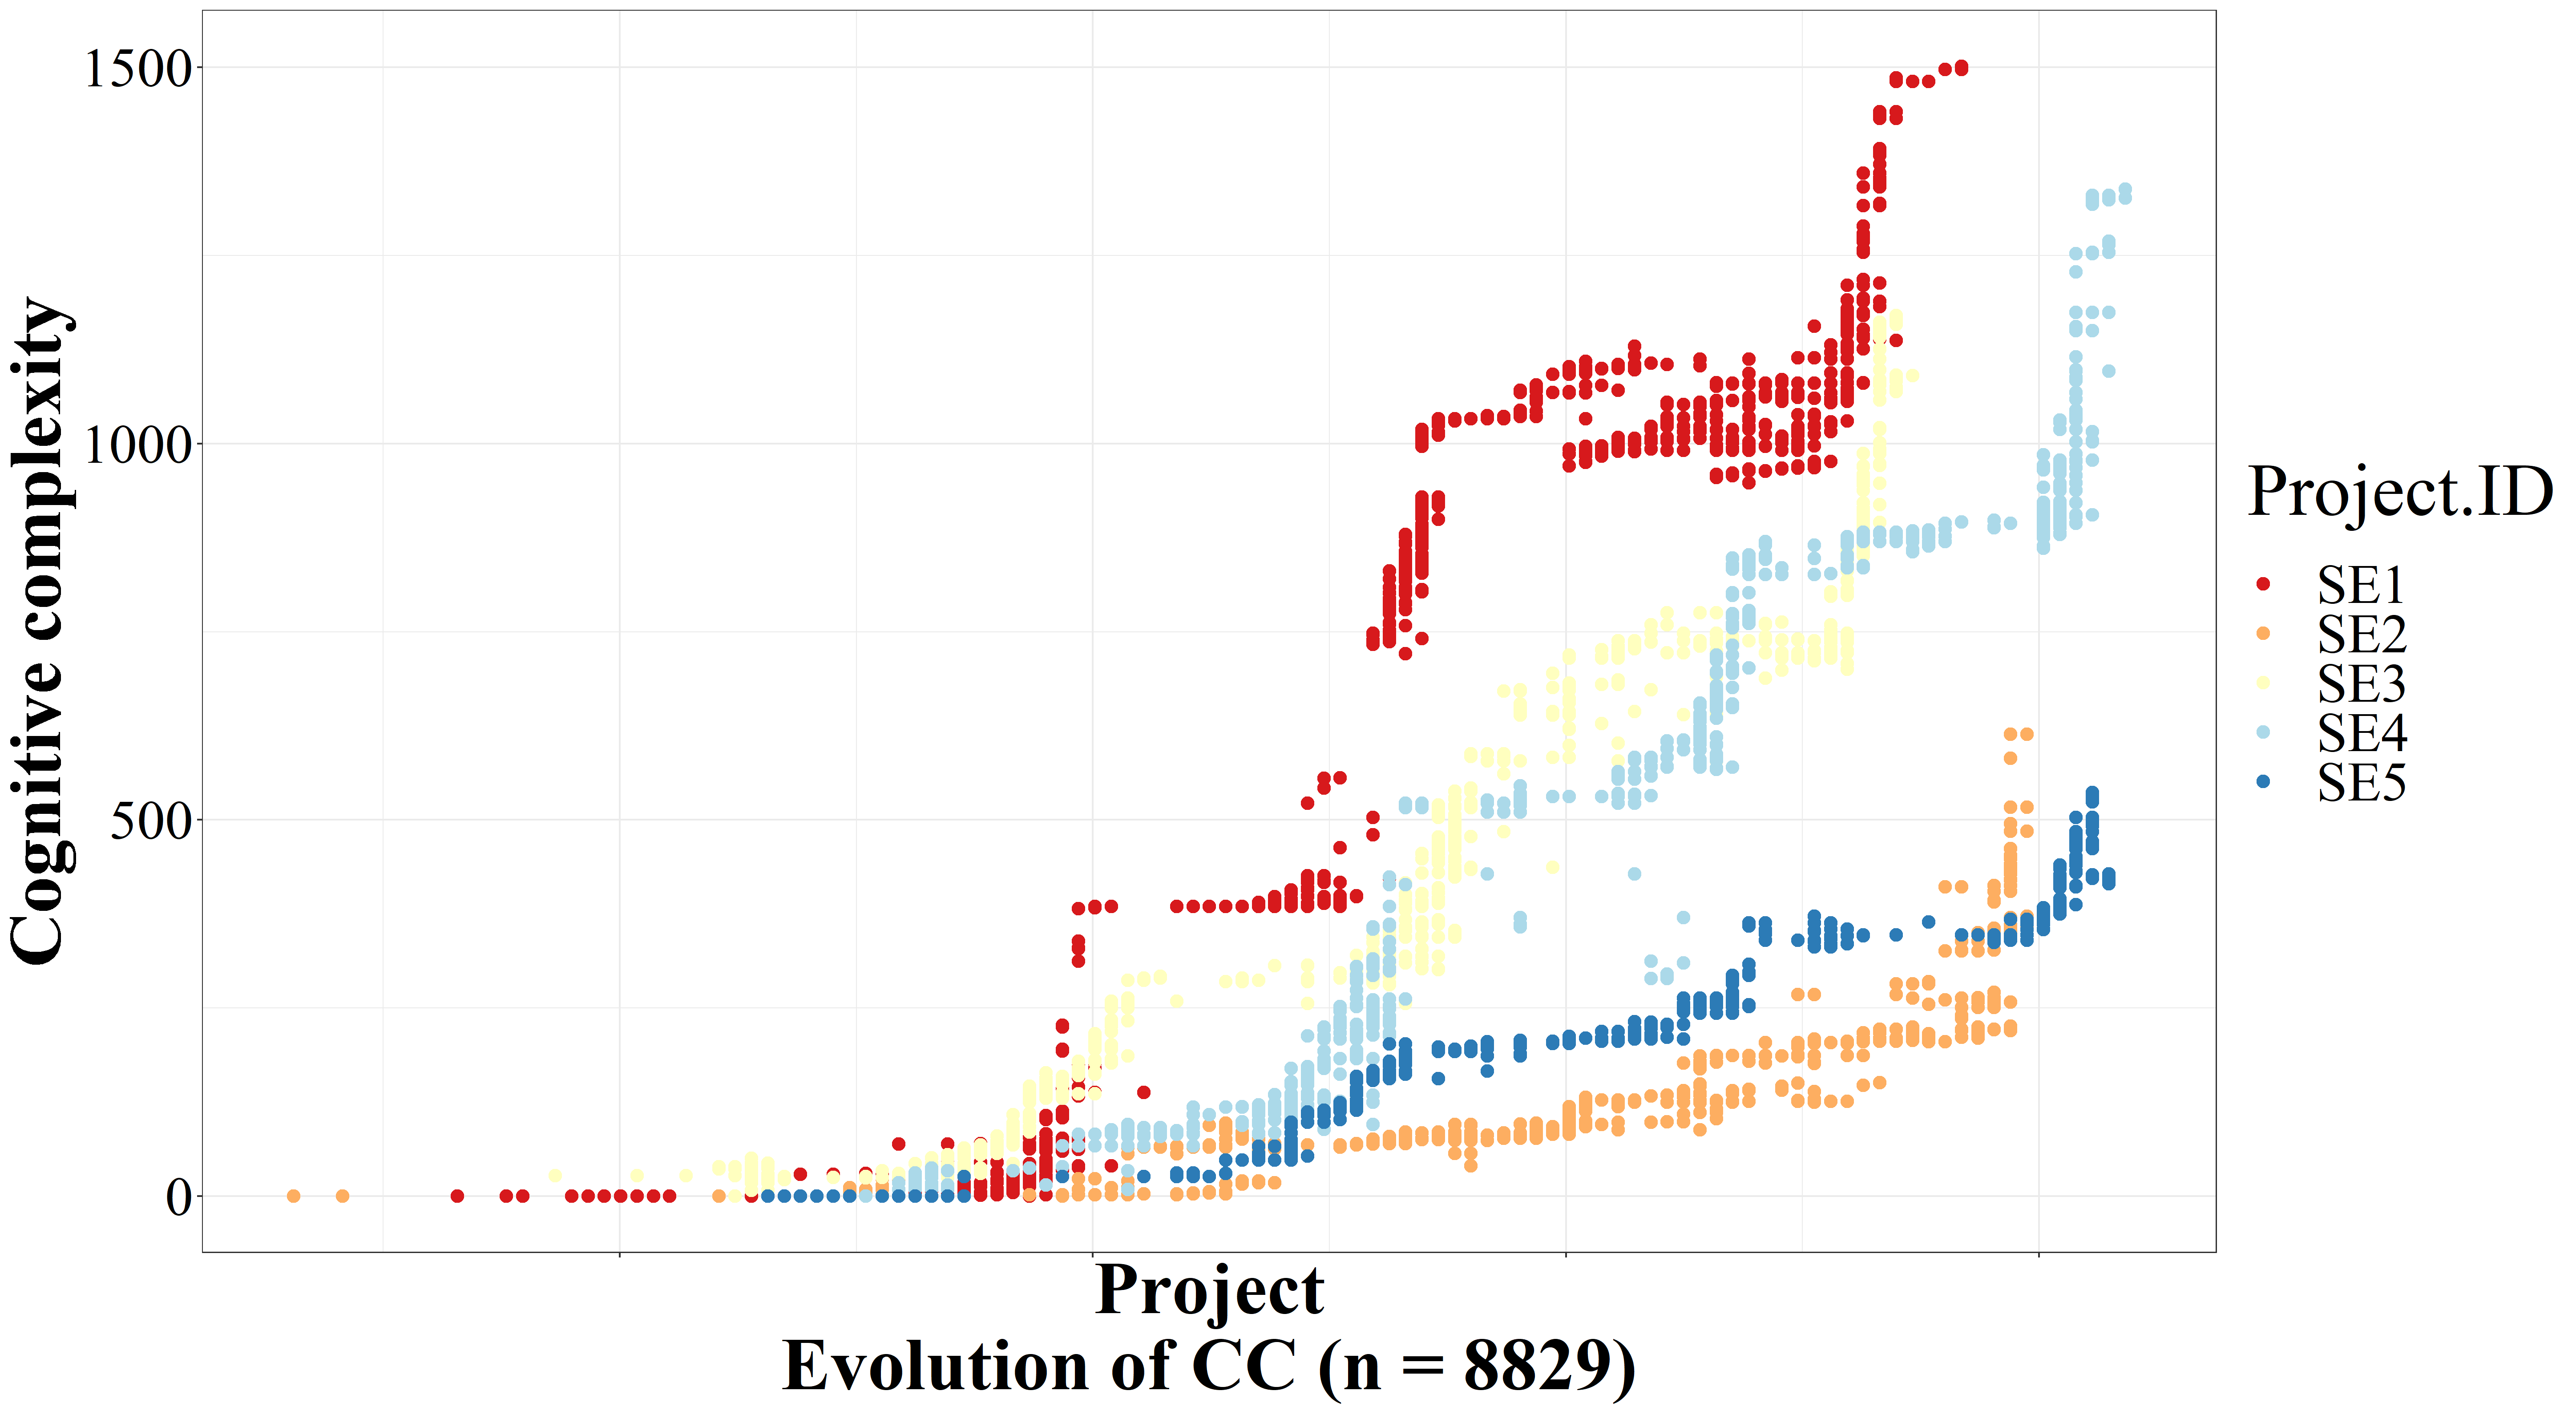 Cognitive complexity
1500
1000
500
0
Project
Evolution of CC (n = 8829)
Project.ID
SE1
SE2
SE3
SE4
SE5